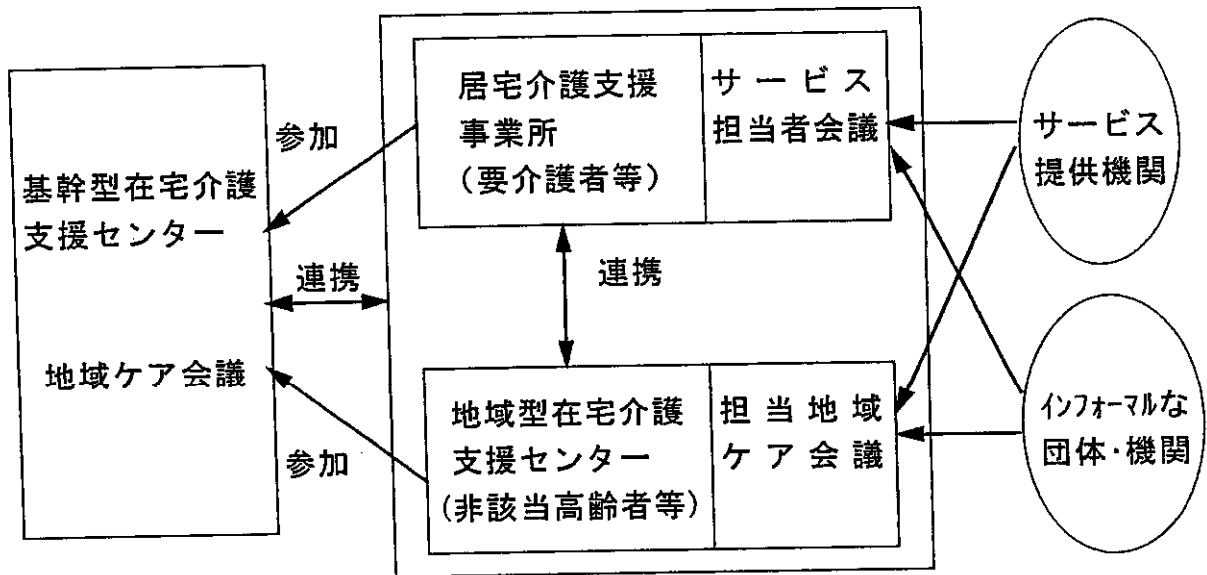 基幹型在宅介護
支援センター
地域ケア会議
参加
連携
参加
居宅介護支援
事業所
（要介護者等）
サービス
担当者会議
連携
地域型在宅介護
支援センター
(非該当高齢者等)
担当地域
ケア会議
サービス
提供機関
インフォーマルな
団体・機関